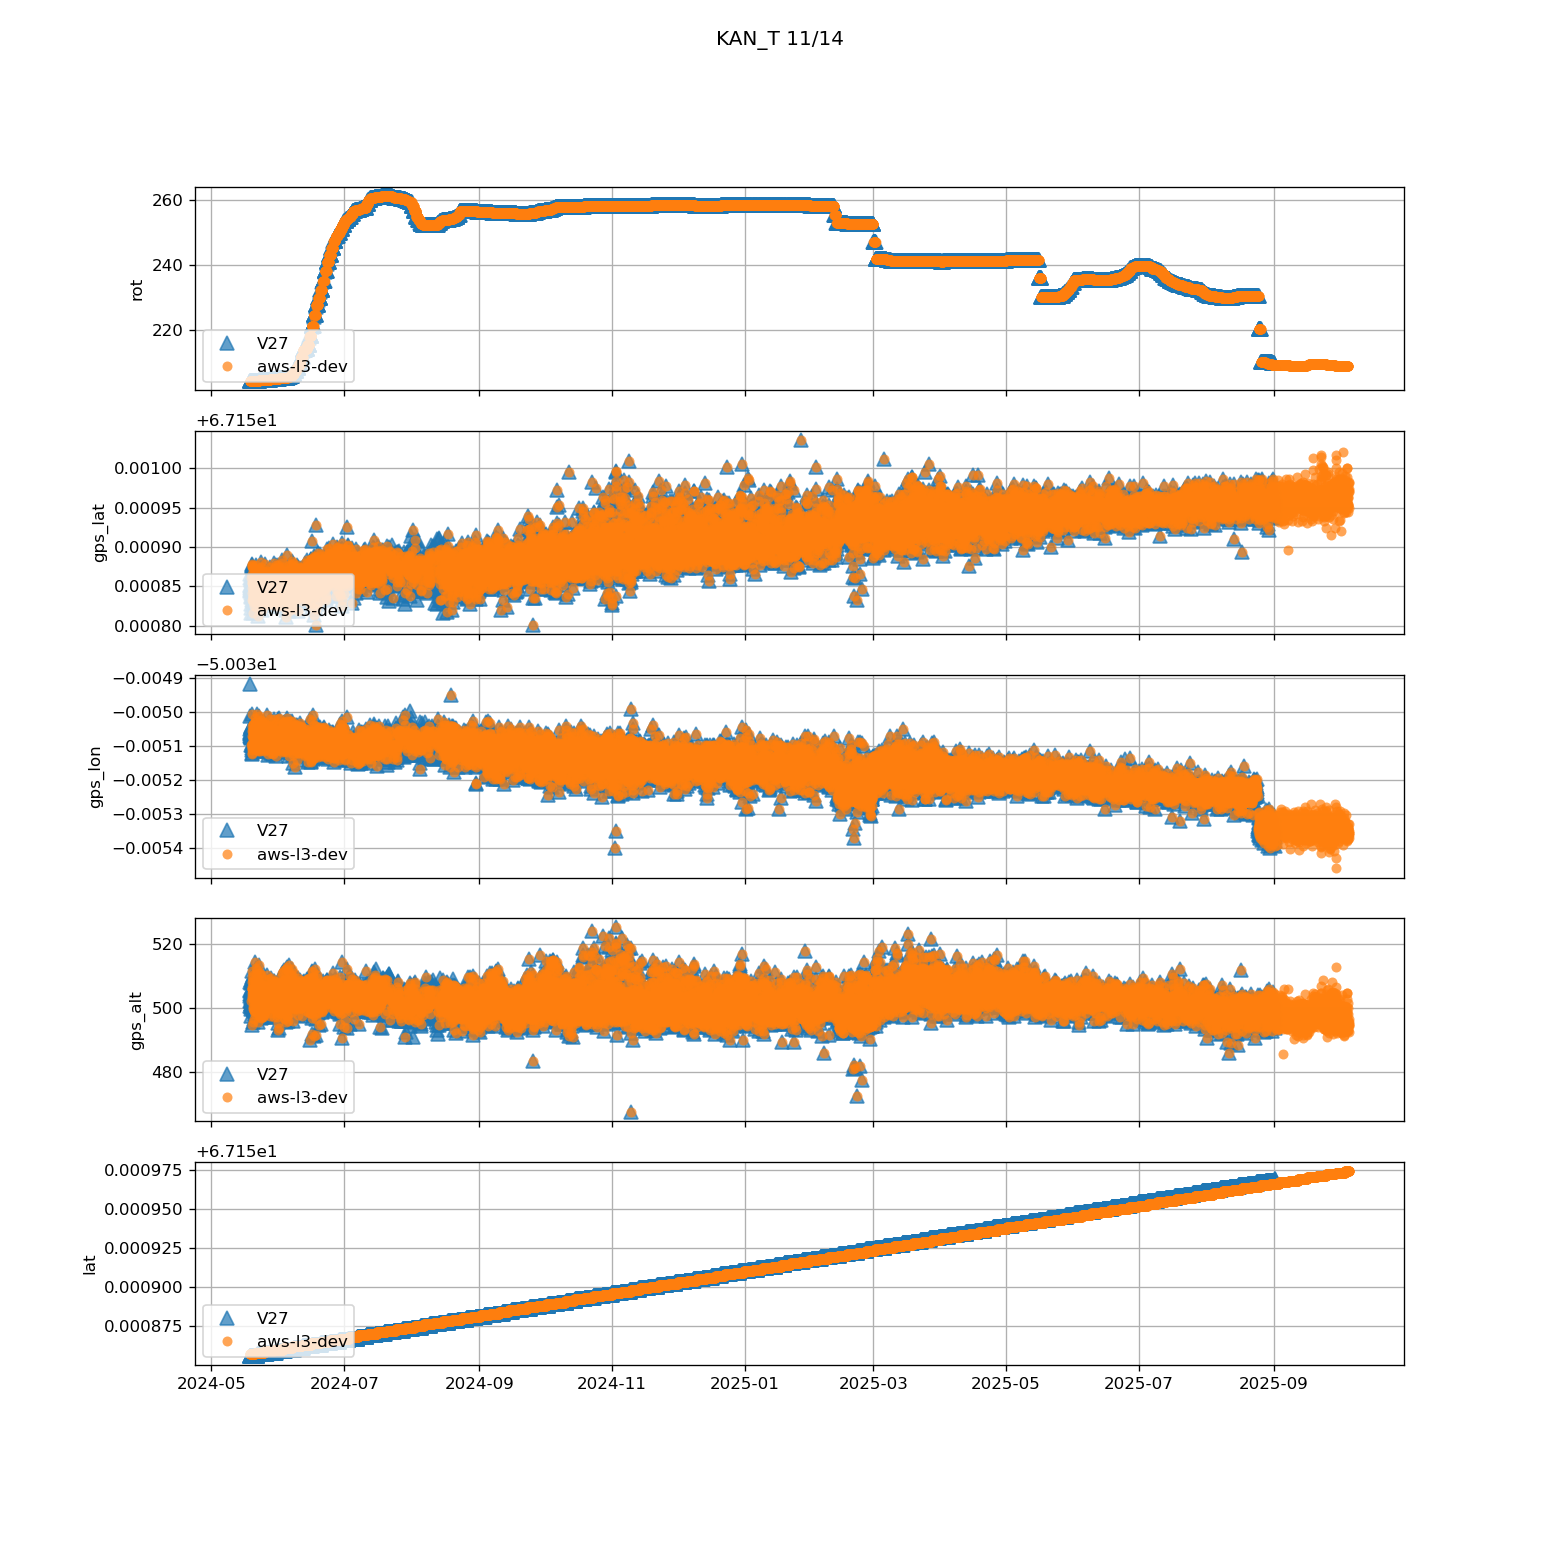 KAN_T 11/14
260
240
220
rot
V27
aws-l3-dev
+6.715e1
0.00100
0.00095
0.00090
0.00085
0.00080
gps_lat
V27
aws-l3-dev
−5.003e1
−0.0049
−0.0050
−0.0051
−0.0052
−0.0053
−0.0054
gps_lon
V27
aws-l3-dev
520
500
480
gps_alt
V27
aws-l3-dev
+6.715e1
0.000975
0.000950
0.000925
0.000900
0.000875
lat
V27
aws-l3-dev
2024-05 2024-07 2024-09 2024-11 2025-01 2025-03 2025-05 2025-07 2025-09